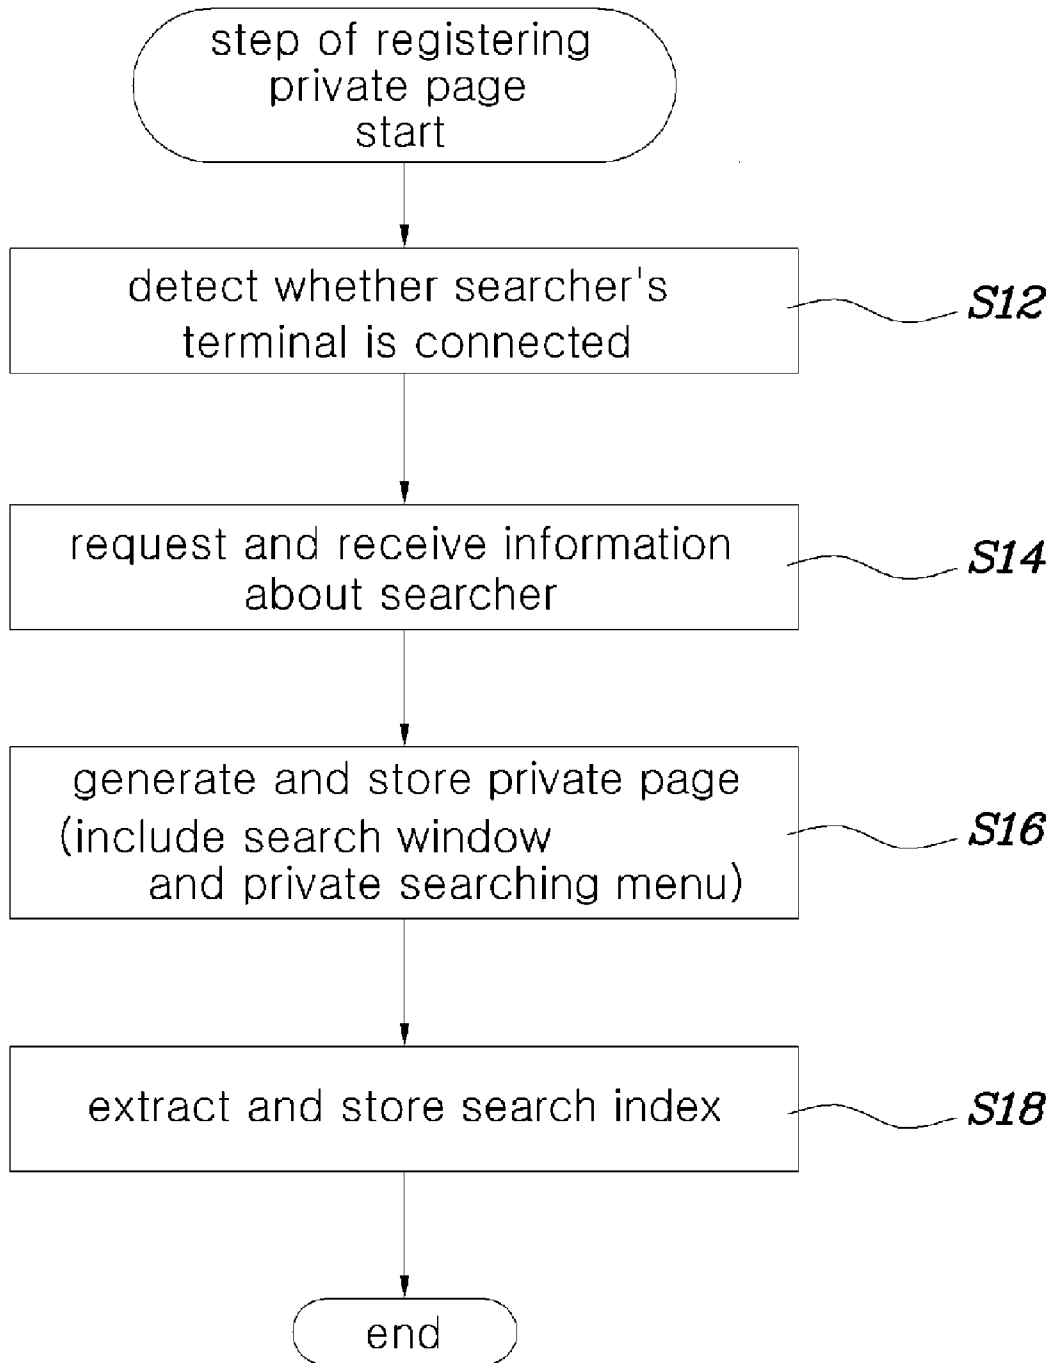 step of registering
private page
start
detect whether searcher's
terminal is connected
S12
request and receive information
about searcher
S14
generate and store private page
(include search window
and private searching menu)
S16
extract and store search index
S18
end